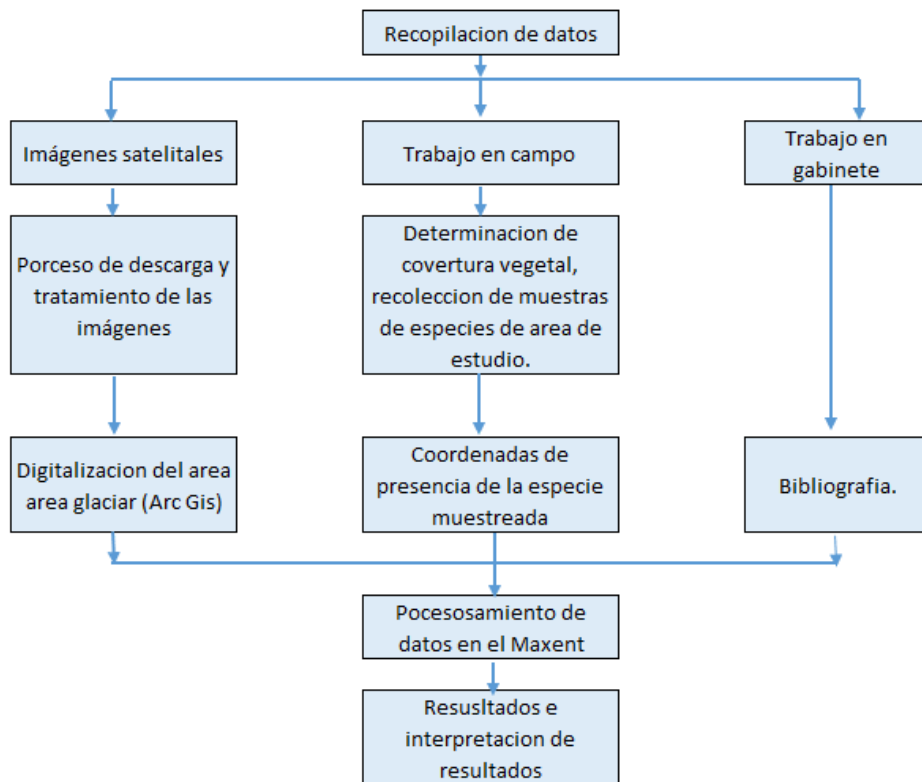 Recopilacion de datos
Imágenes satelitales
Trabajo en campo
Trabajo en
gabinete
Porceso de descarga y
tratamiento de las
imágenes
Determinacion de
covertura vegetal,
recoleccion de muestras
de especies de area de
estudio.
Digitalizacion del area
area glaciar (Arc Gis)
Coordenadas de
presencia de la especie
muestreada
Bibliografia.
Pocesosamiento de
datos en el Maxent
Resusltados e
interpretacion de
resultados